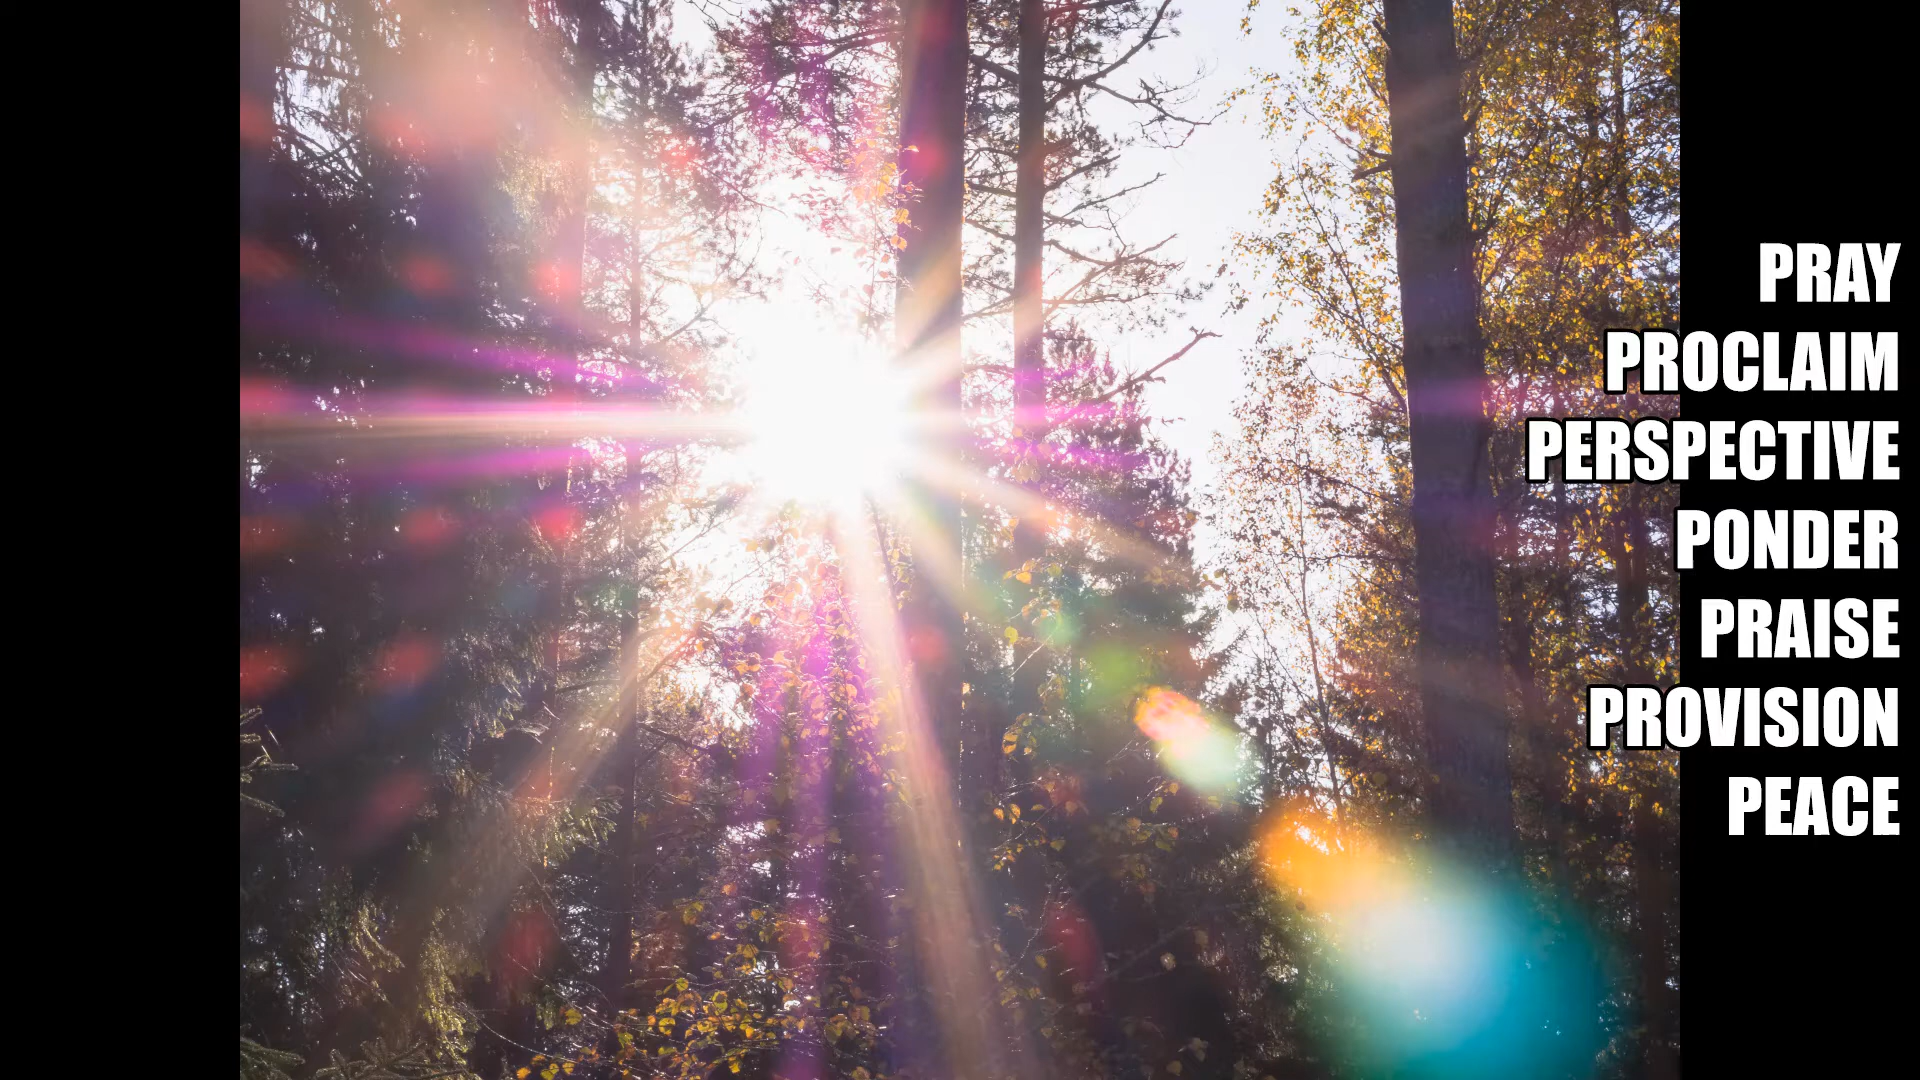 PRAY
PROCLAIM
PERSPECTIVE
PONDER
PRAISE
PROVISION
PEACE